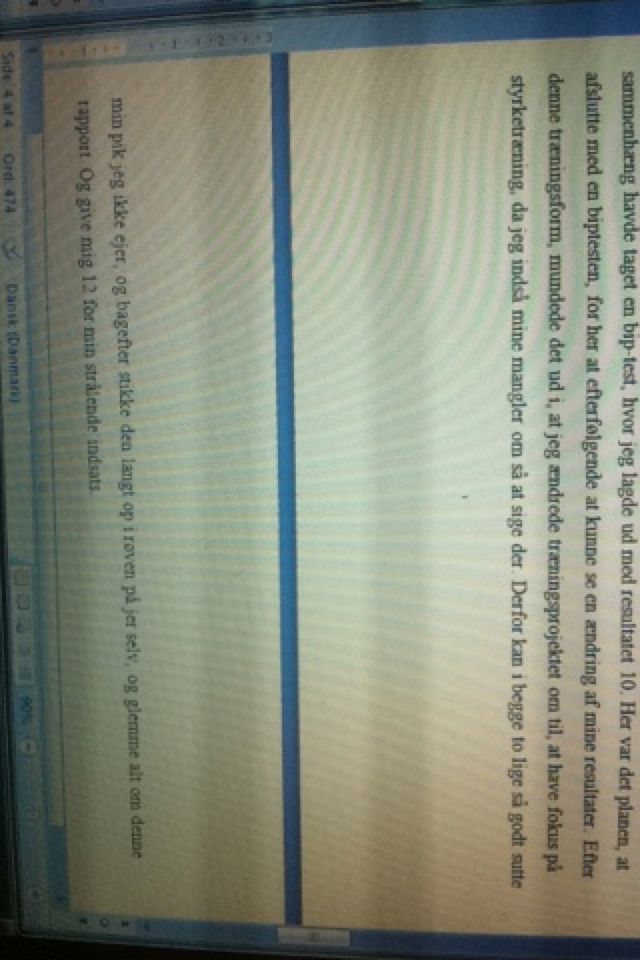 sammenhæng havde taget en bip-test, hvor jeg lagde ud med resultatet 10. Her var det planen, at
afslutte med en biptesten, for her at efterfølgende at kunne se en ændring af mine resultater. Efter
denne træningsform, mundede det ud i, at jeg ændrede træningsprojektet om til, at have fokus på
styrketræning, da jeg indså mine mangler om så at sige der. Derfor kan i begge to lige så godt sutte
min pik jeg ikke ejer, og bagefter stikke den langt op i røven på jer selv, og glemme alt om denne
rapport. Og give mig 12 for min strålende indsats.
Side: 4 af 4 Ord: 474 Dansk (Danmark) 90%